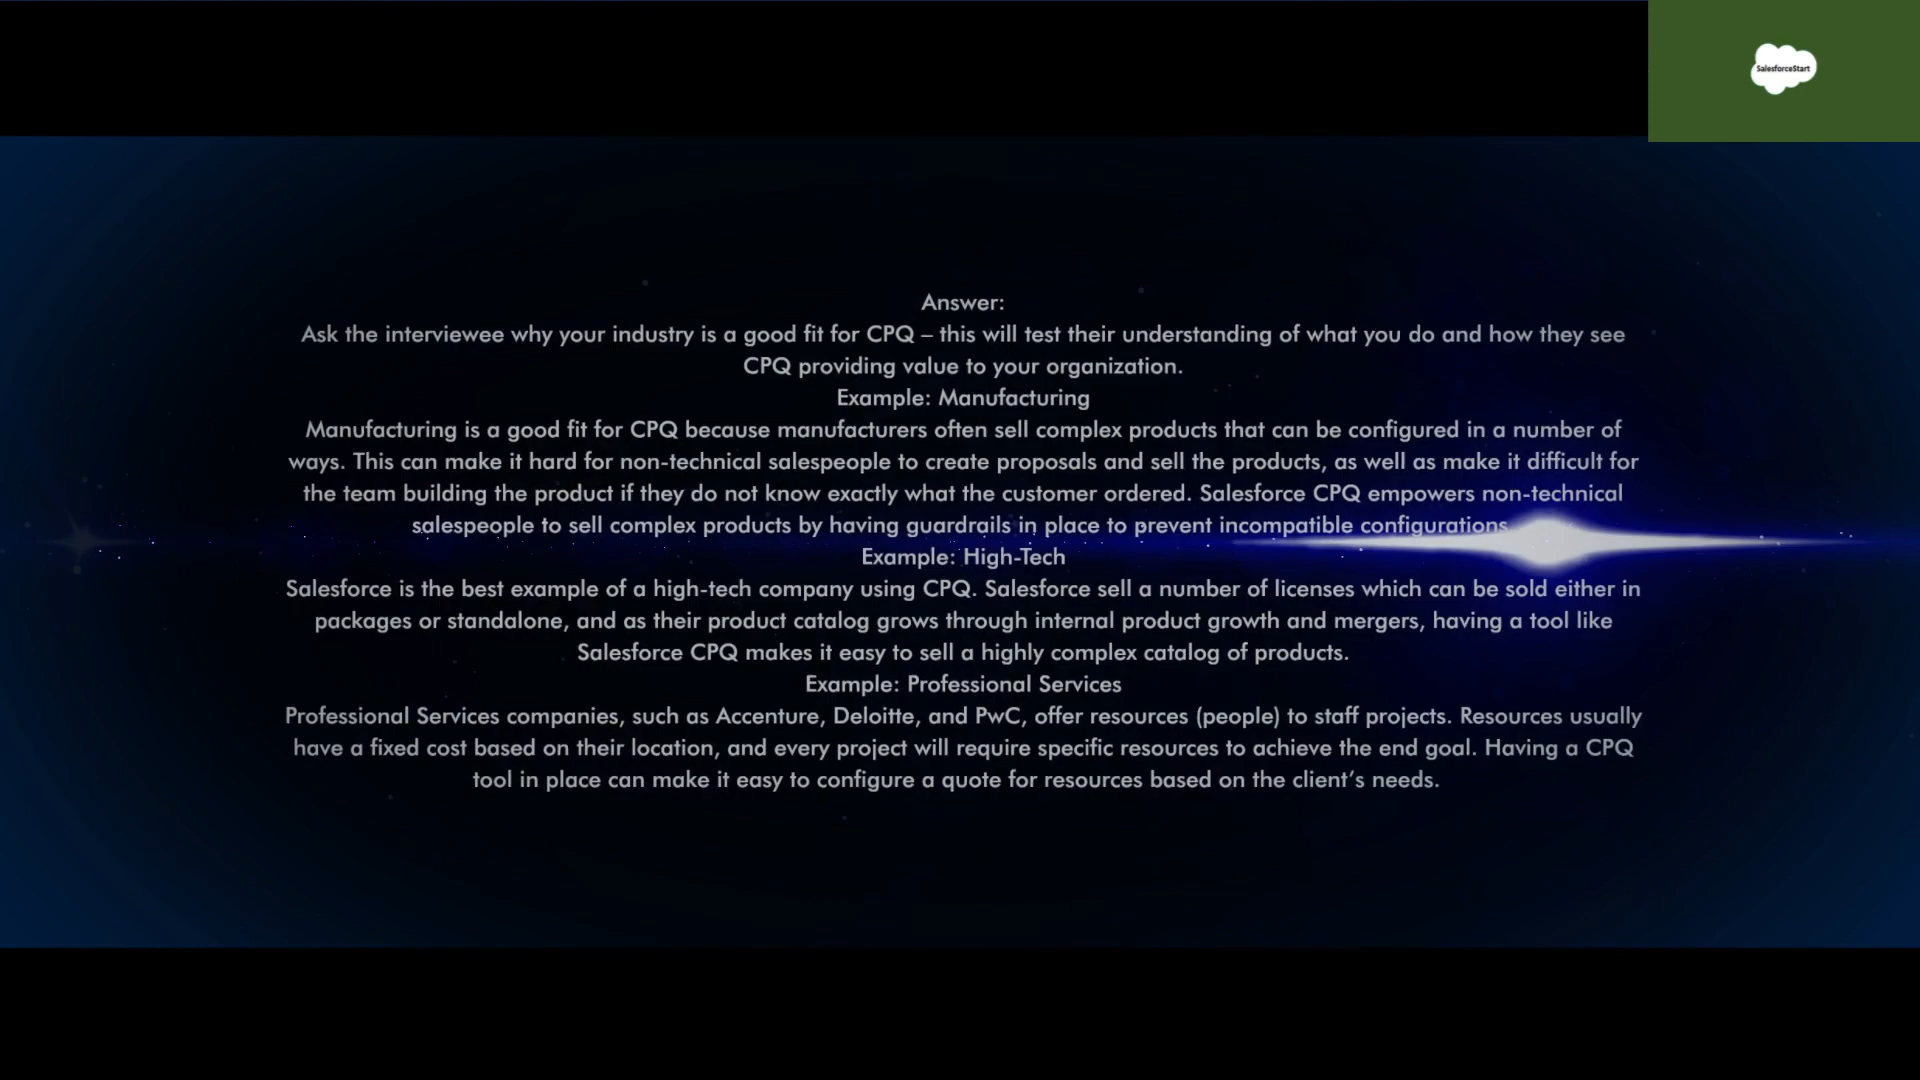 SalesforceStart
Answer:
Ask the interviewee why your industry is a good fit for CPQ – this will test their understanding of what you do and how they see
CPQ providing value to your organization.
Example: Manufacturing
Manufacturing is a good fit for CPQ because manufacturers often sell complex products that can be configured in a number of
ways. This can make it hard for non-technical salespeople to create proposals and sell the products, as well as make it difficult for
the team building the product if they do not know exactly what the customer ordered. Salesforce CPQ empowers non-technical
salespeople to sell complex products by having guardrails in place to prevent incompatible configurations.
Example: High-Tech
Salesforce is the best example of a high-tech company using CPQ. Salesforce sell a number of licenses which can be sold either in
packages or standalone, and as their product catalog grows through internal product growth and mergers, having a tool like
Salesforce CPQ makes it easy to sell a highly complex catalog of products.
Example: Professional Services
Professional Services companies, such as Accenture, Deloitte, and PwC, offer resources (people) to staff projects. Resources usually
have a fixed cost based on their location, and every project will require specific resources to achieve the end goal. Having a CPQ
tool in place can make it easy to configure a quote for resources based on the client’s needs.